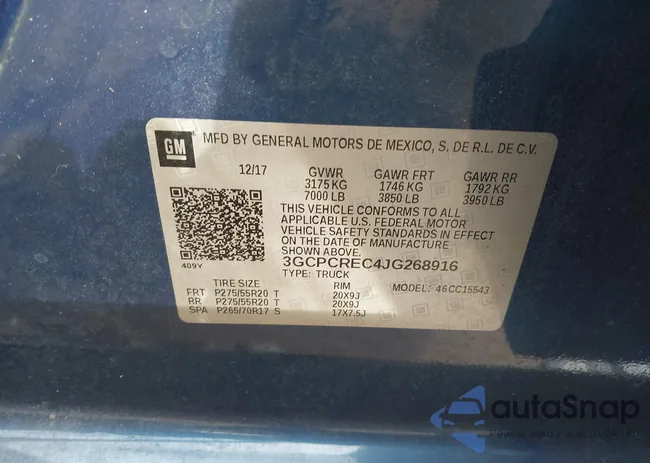 GM
MFD BY GENERAL MOTORS DE MEXICO, S. DE R.L. DE C.V.
12/17 GVWR GAWR FRT GAWR RR
3175 KG 1746 KG 1792 KG
7000 LB 3850 LB 3950 LB
THIS VEHICLE CONFORMS TO ALL
APPLICABLE U.S. FEDERAL MOTOR
VEHICLE SAFETY STANDARDS IN EFFECT
ON THE DATE OF MANUFACTURE
409Y 3GCPCREC4JG268916
TYPE: TRUCK
TIRE SIZE RIM MODEL: 46CC15543
FRT P275/55R20 T 20X9J
RR P275/55R20 T 20X9J
SPA P265/70R17 S 17X7.5J
autaSnap